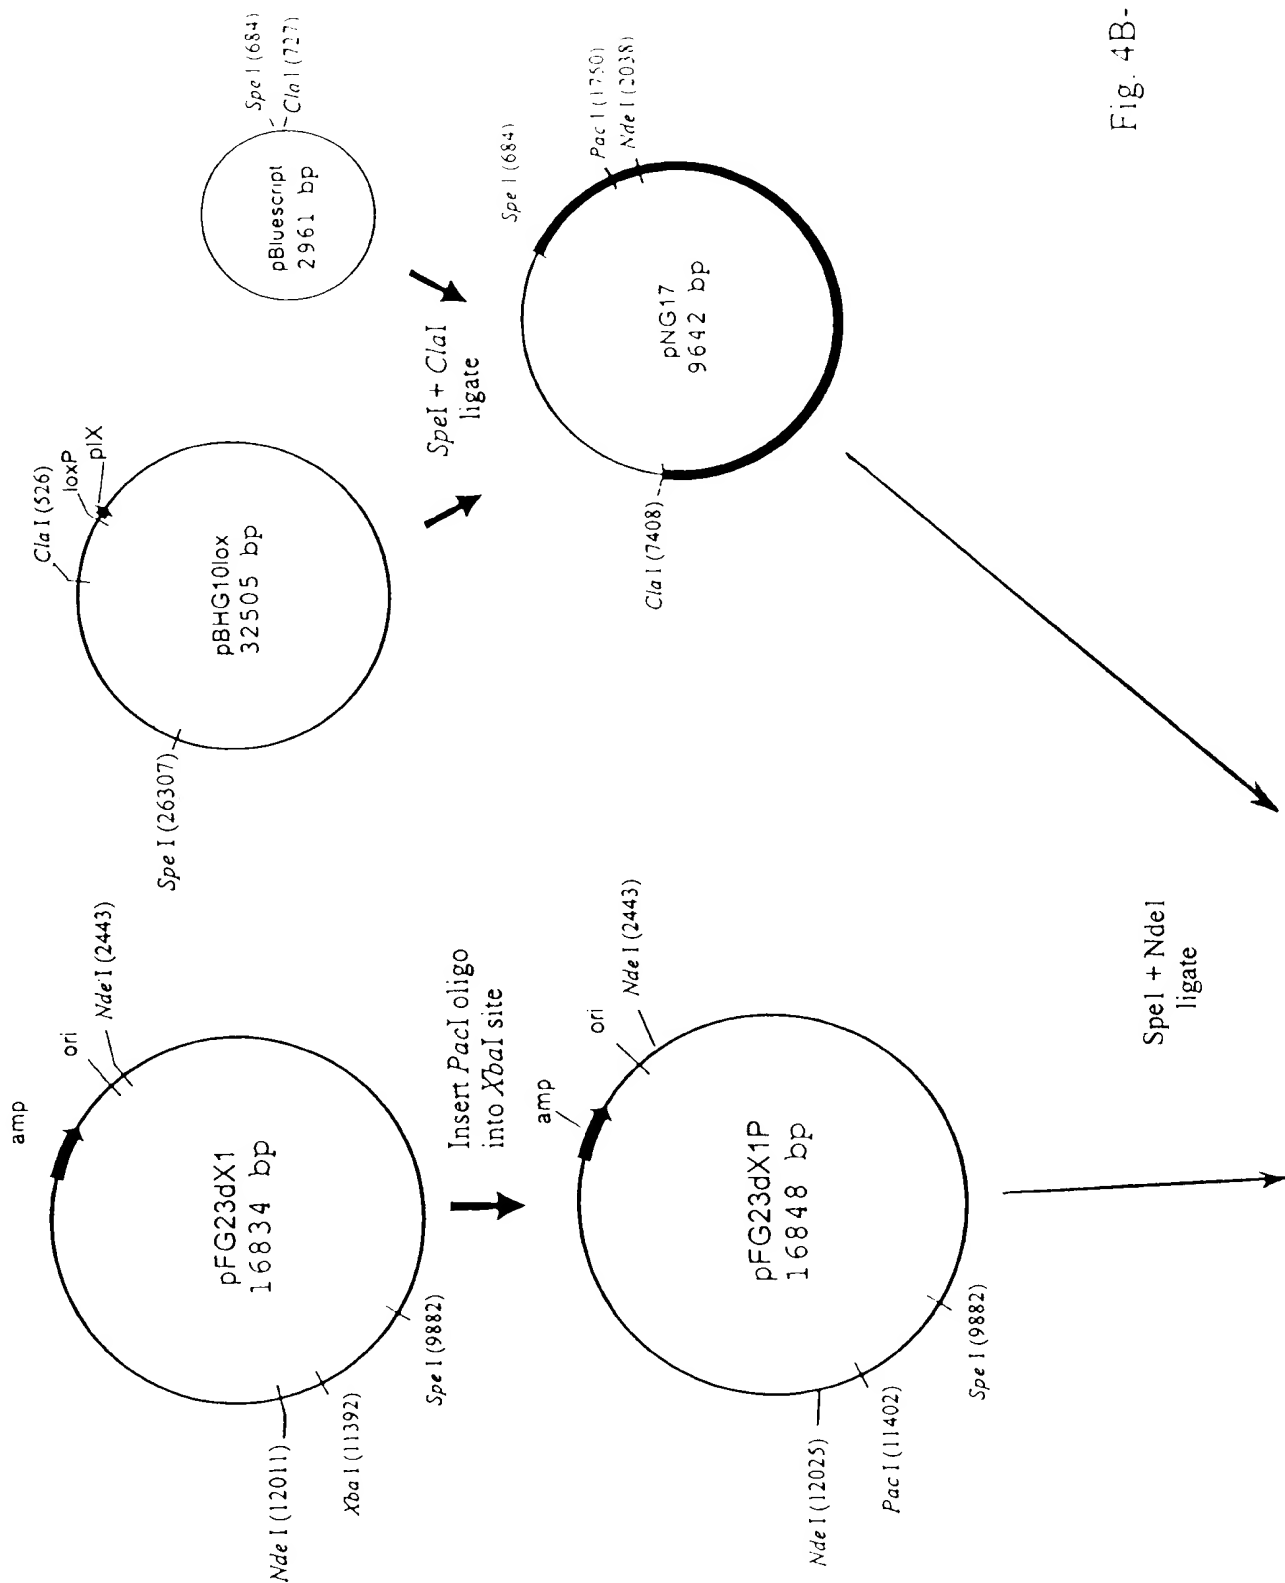 amp
ori
Nde I (2443)
pFG23dX1
16834 bp
Nde I (12011)
Xba I (11392)
Spe I (9882)
Insert PacI oligo
into XbaI site
amp
ori
Nde I (2443)
pFG23dX1P
16848 bp
Nde I (12025)
Pac I (11402)
Spe I (9882)
SpeI + NdeI
ligate
Cla I (526)
loxP
pIX
pBHG10lox
32505 bp
Spe I (26307)
Spe I (684)
Cla I (727)
pBluescript
2961 bp
SpeI + ClaI
ligate
Spe I (684)
Pac I (1750)
Nde I (2038)
pNG17
9642 bp
Cla I (7408)
Fig. 4B-